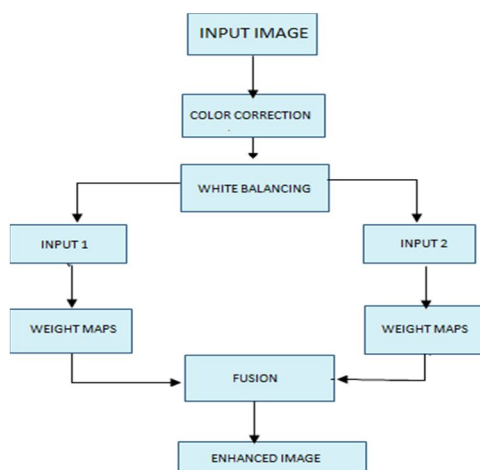 INPUT IMAGE
COLOR CORRECTION
WHITE BALANCING
INPUT 1
INPUT 2
WEIGHT MAPS
WEIGHT MAPS
FUSION
ENHANCED IMAGE